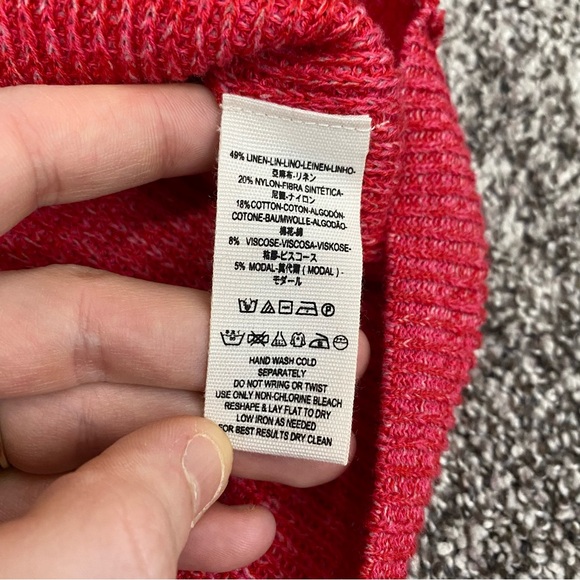 49% LINEN-LIN-LINO-LEINEN-LINHO-
亞麻布-リネン
20% NYLON-FIBRA SINTÉTICA-
尼龍-ナイロン
18%COTTON-COTON-ALGODÓN-
COTONE-BAUMWOLLE-ALGODÃO-
棉花-綿
8% VISCOSE-VISCOSA-VISKOSE-
粘膠-ビスコース
5% MODAL-莫代爾 ( MODAL ) -
モダール
HAND WASH COLD
SEPARATELY
DO NOT WRING OR TWIST
USE ONLY NON-CHLORINE BLEACH
RESHAPE & LAY FLAT TO DRY
LOW IRON AS NEEDED
FOR BEST RESULTS DRY CLEAN